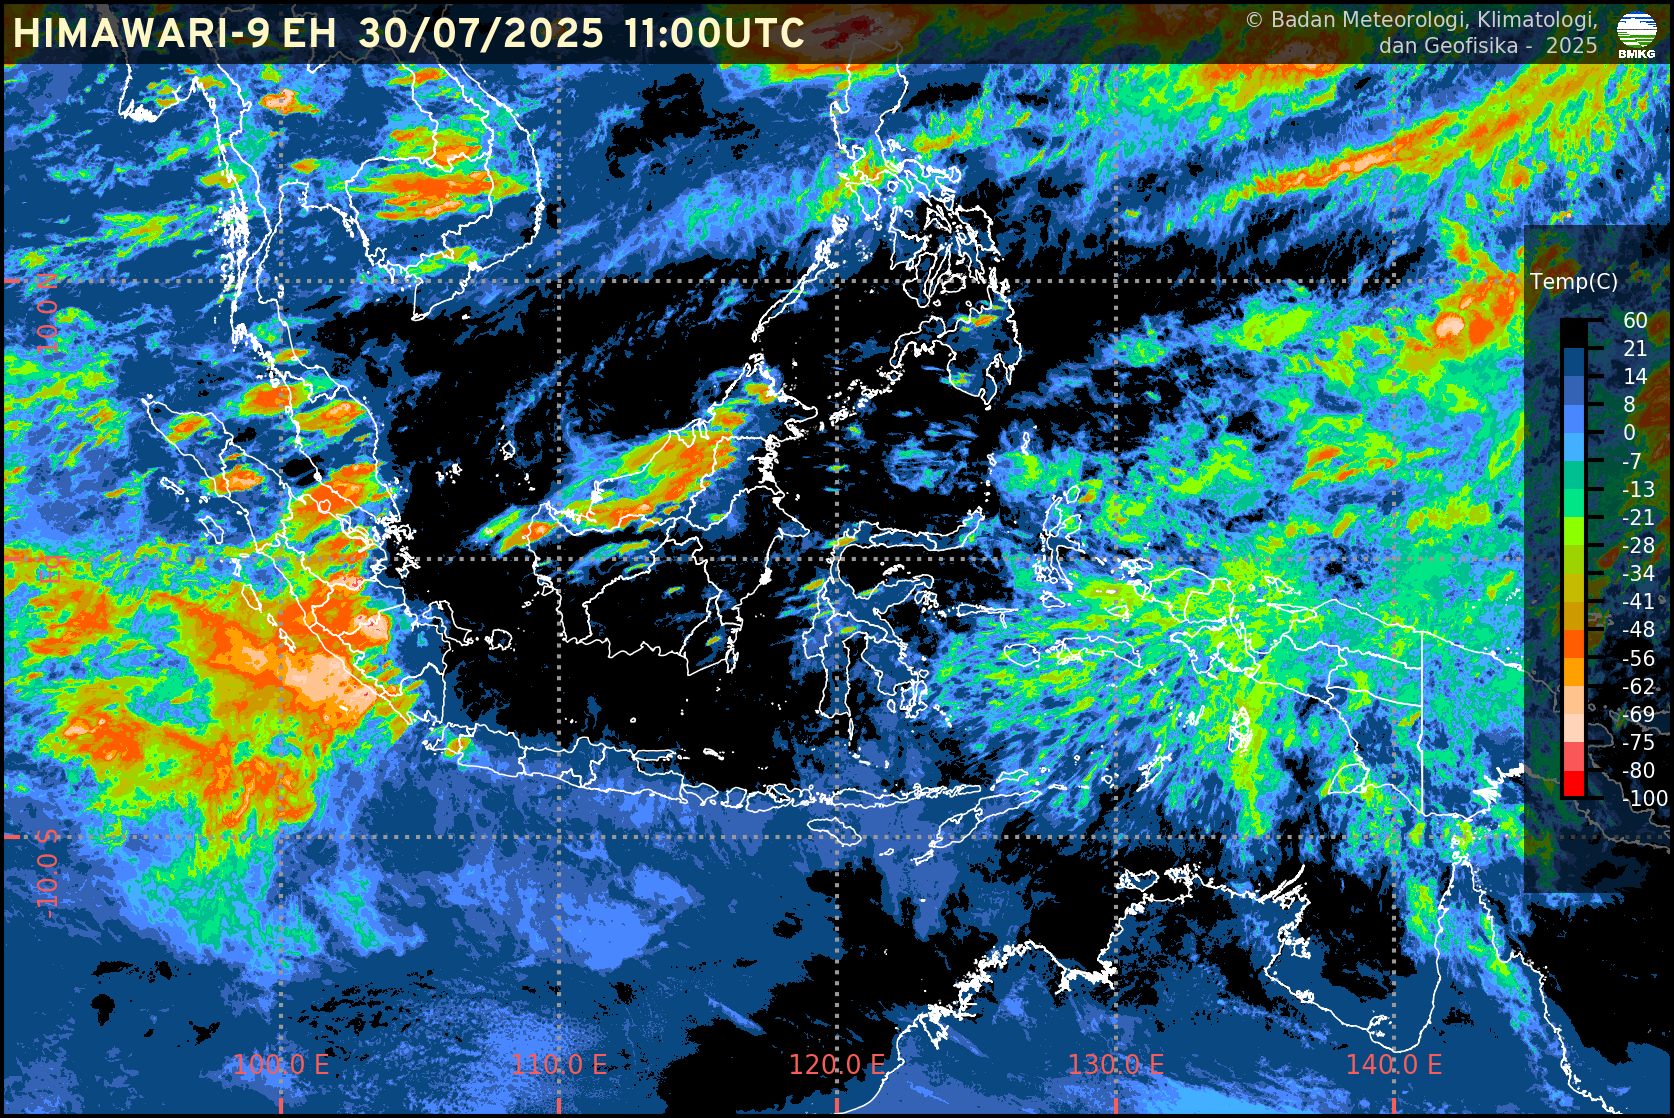 HIMAWARI-9 EH 30/07/2025 11:00UTC
© Badan Meteorologi, Klimatologi,
dan Geofisika - 2025
BMKG
Temp(C)
60
21
14
8
0
-7
-13
-21
-28
-34
-41
-48
-56
-62
-69
-75
-80
-100
10.0 N
Eq
-10.0 S
100.0 E
110.0 E
120.0 E
130.0 E
140.0 E